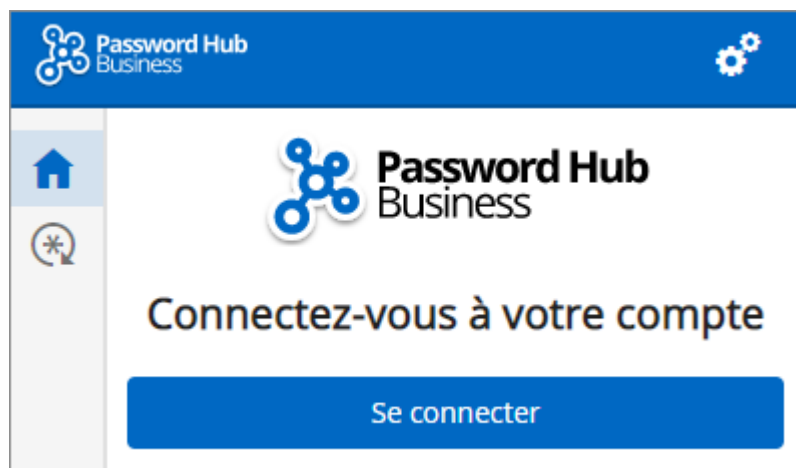 Password Hub
Business
Password Hub
Business
Connectez-vous à votre compte
Se connecter